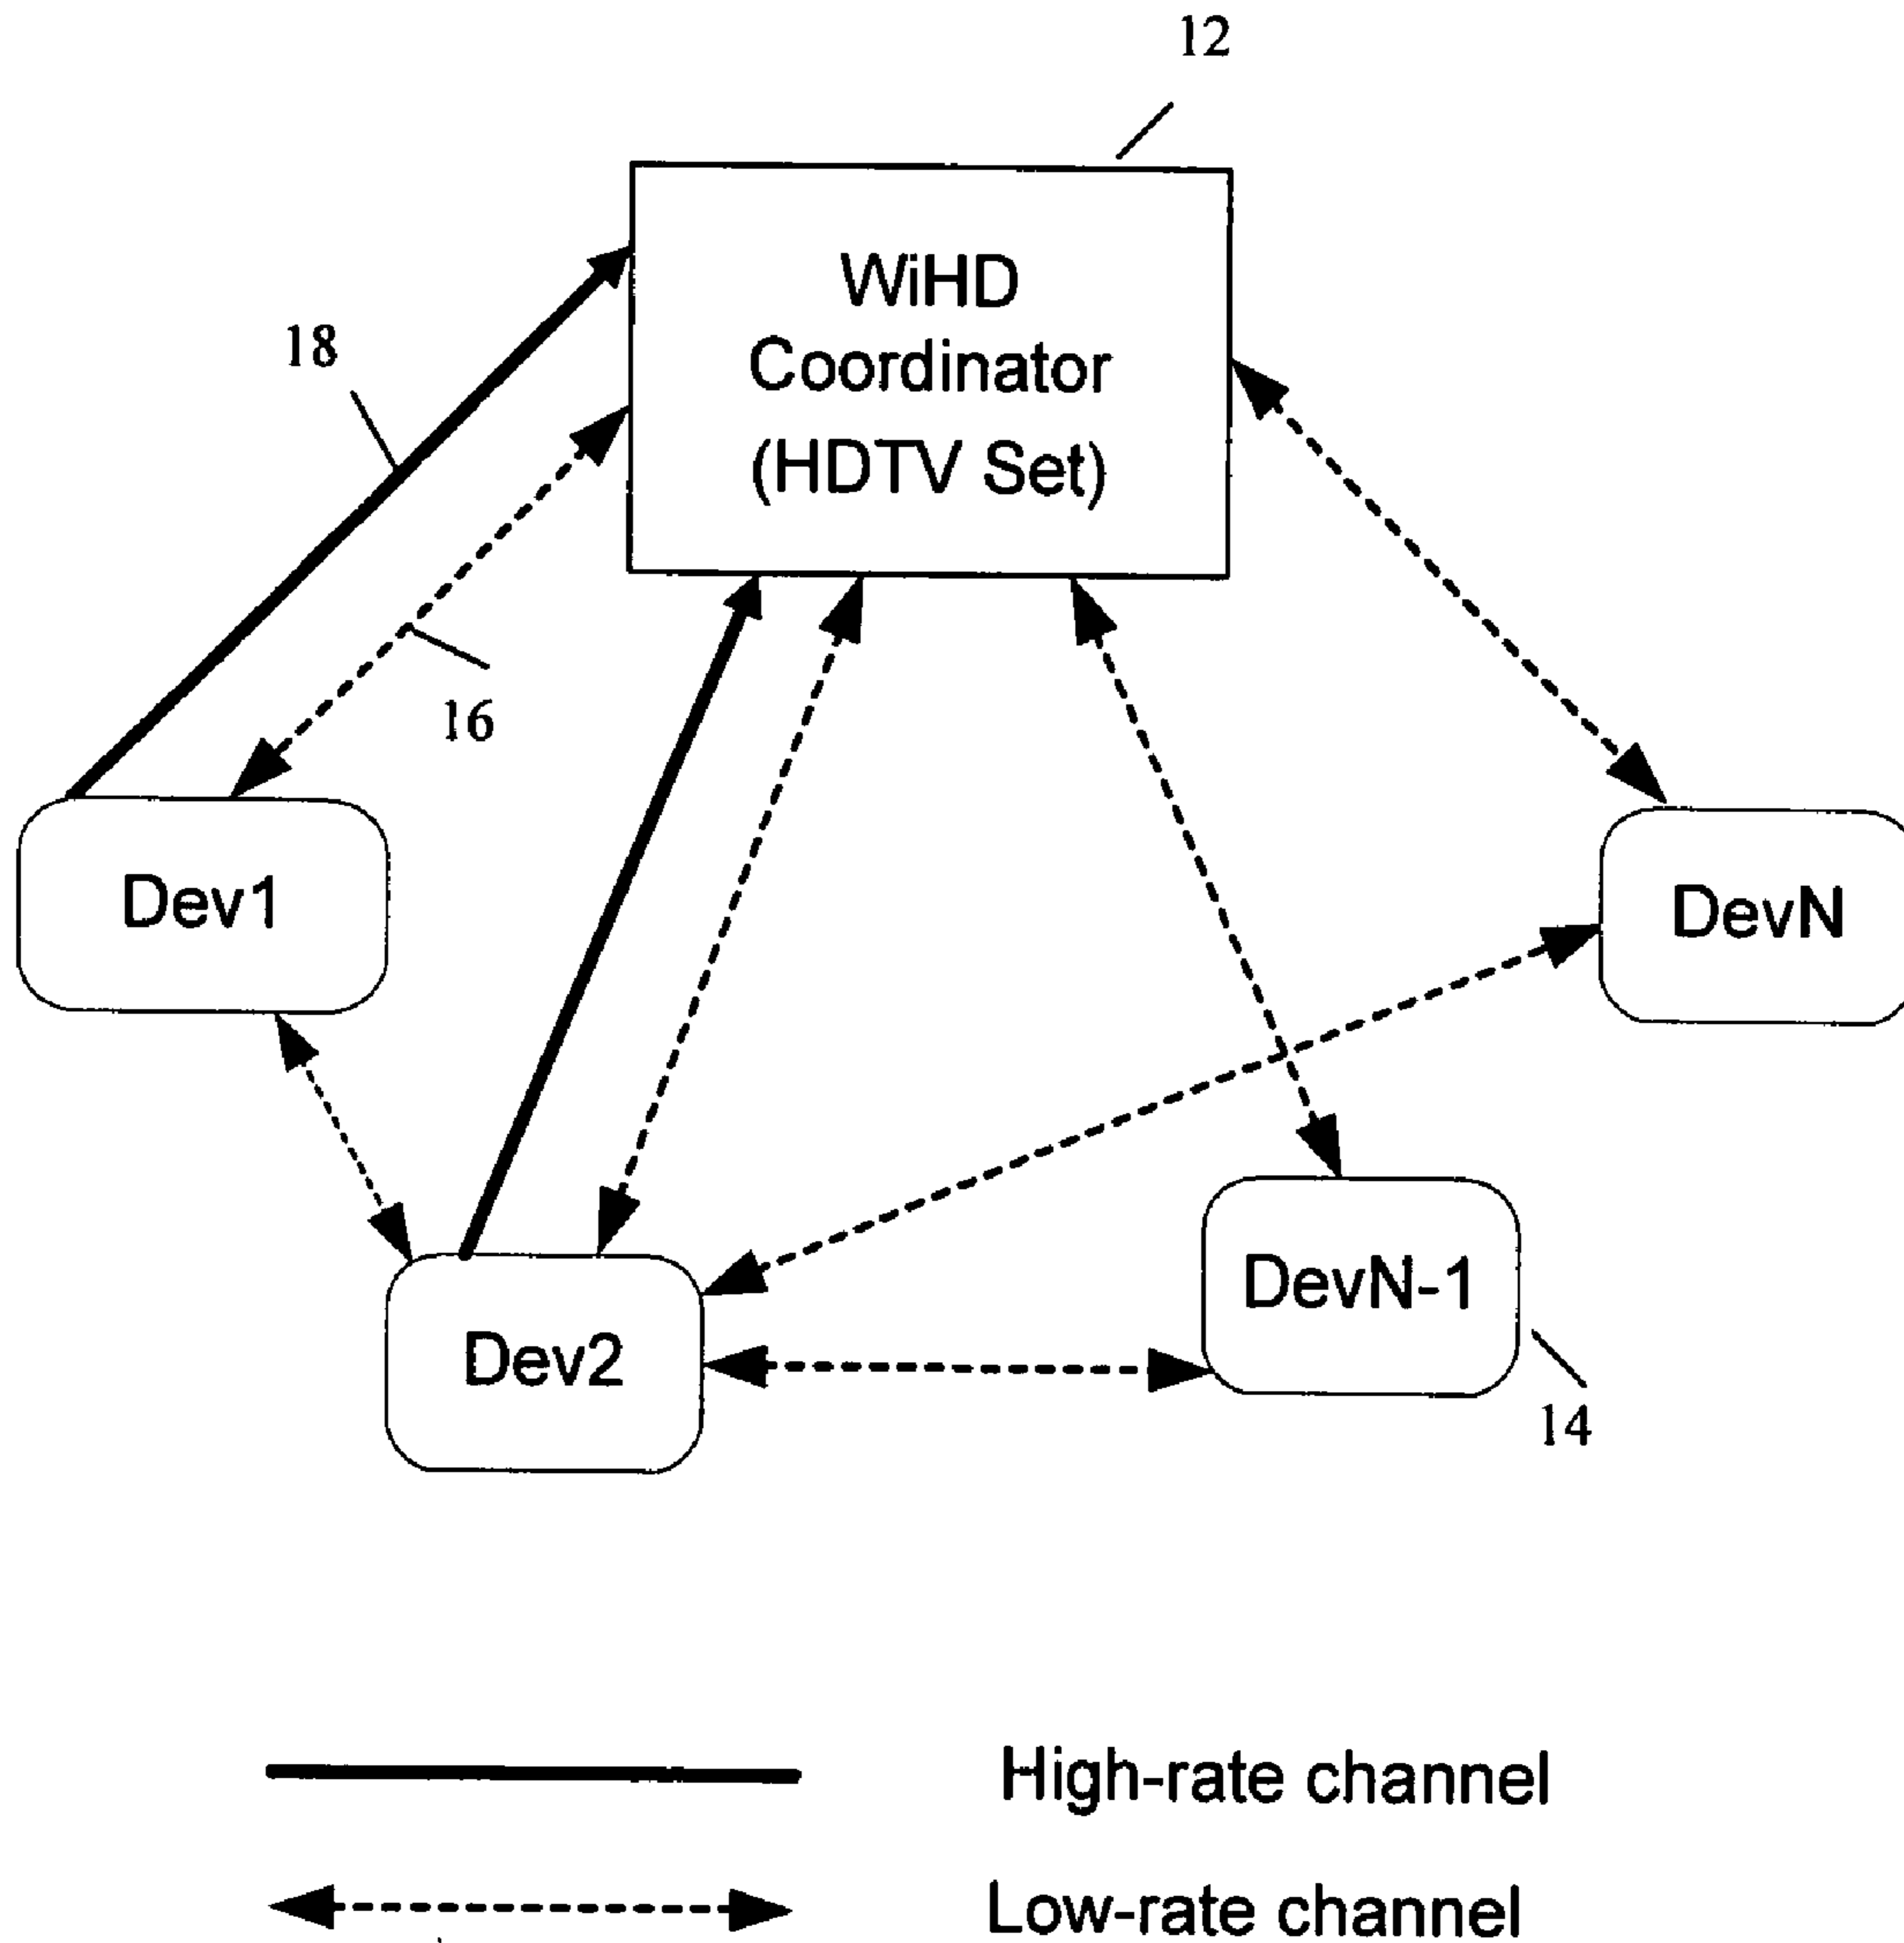 12
WiHD
Coordinator
(HDTV Set)
18
16
Dev1
DevN
DevN-1
Dev2
14
High-rate channel
Low-rate channel